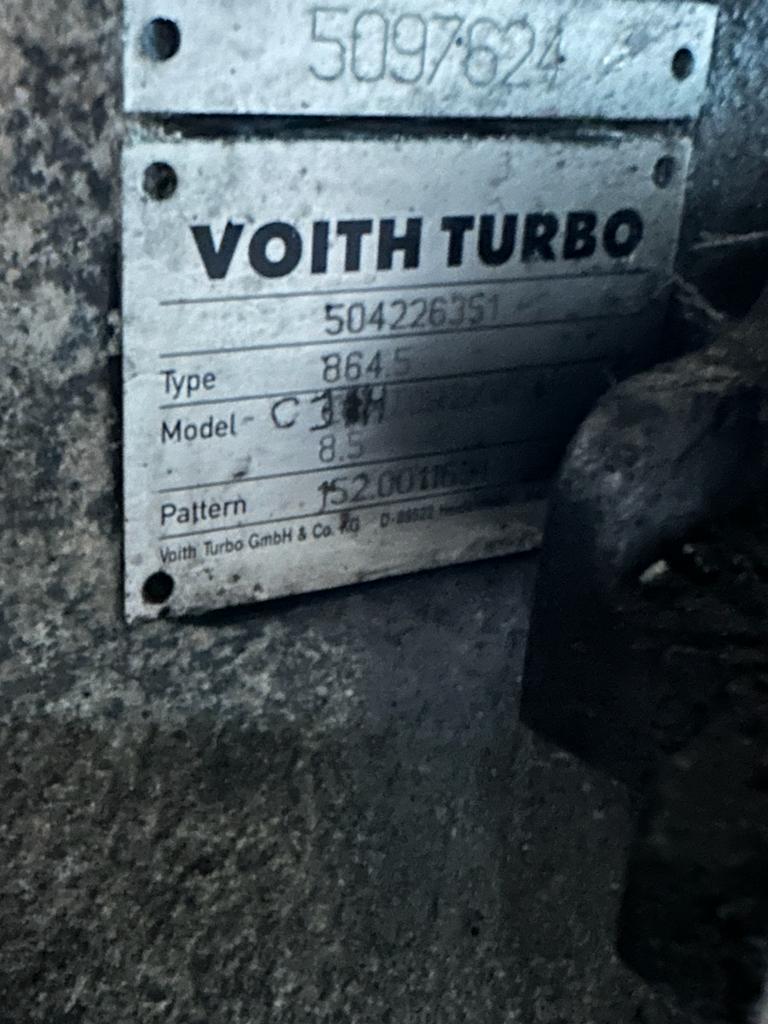 5097624
VOITH TURBO
504226351
Type 864.5
Model
8.5
Pattern
Voith Turbo GmbH & Co. KG